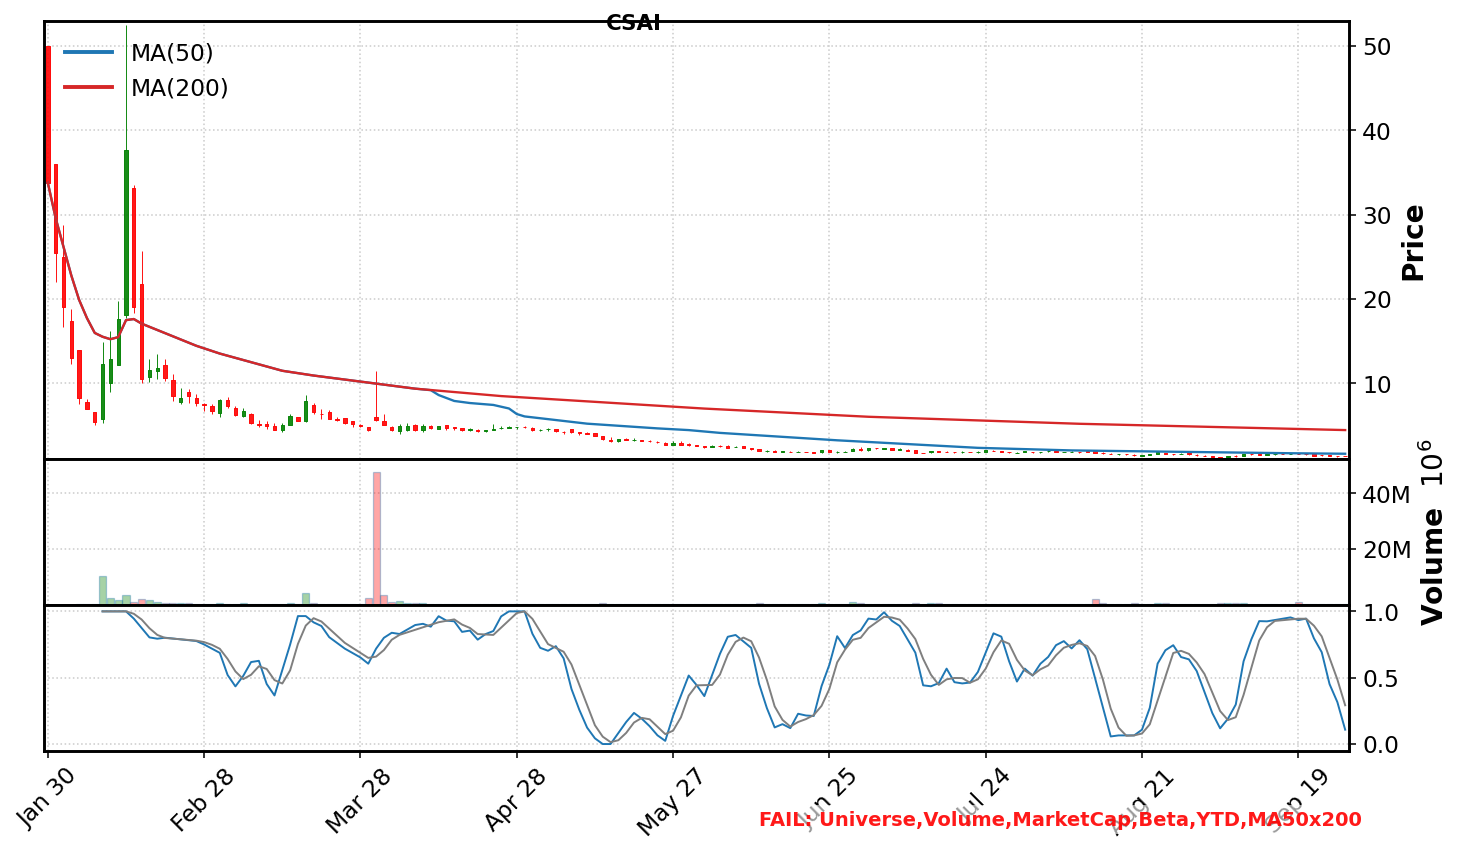 CSAI
MA(50)
MA(200)
50
40
30
20
10
Price
40M
20M
Volume 10^6
1.0
0.5
0.0
Jan 30
Feb 28
Mar 28
Apr 28
May 27
Jun 25
Jul 24
Aug 21
Sep 19
FAIL: Universe,Volume,MarketCap,Beta,YTD,MA50x200